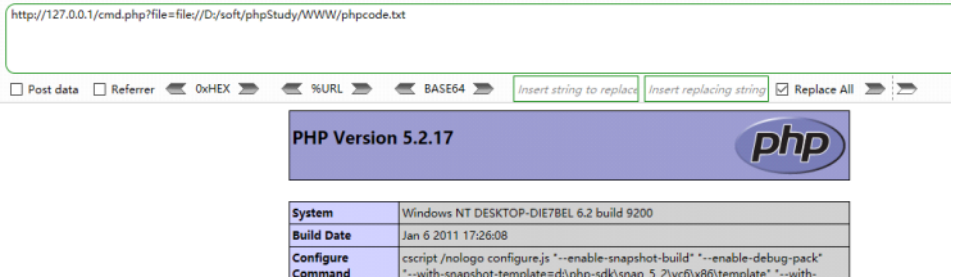 http://127.0.0.1/cmd.php?file=file://D:/soft/phpStudy/WWW/phpcode.txt
Post data Referrer 0xHEX %URL BASE64 Insert string to replace Insert replacing string Replace All
PHP Version 5.2.17
php
System Windows NT DESKTOP-DIE7BEL 6.2 build 9200
Build Date Jan 6 2011 17:26:08
Configure cscript /nologo configure.js "--enable-snapshot-build" "--enable-debug-pack"
Command "--with-snapshot-template=d:\php-sdk\snap_5_2\vc6\x86\template" "--with-